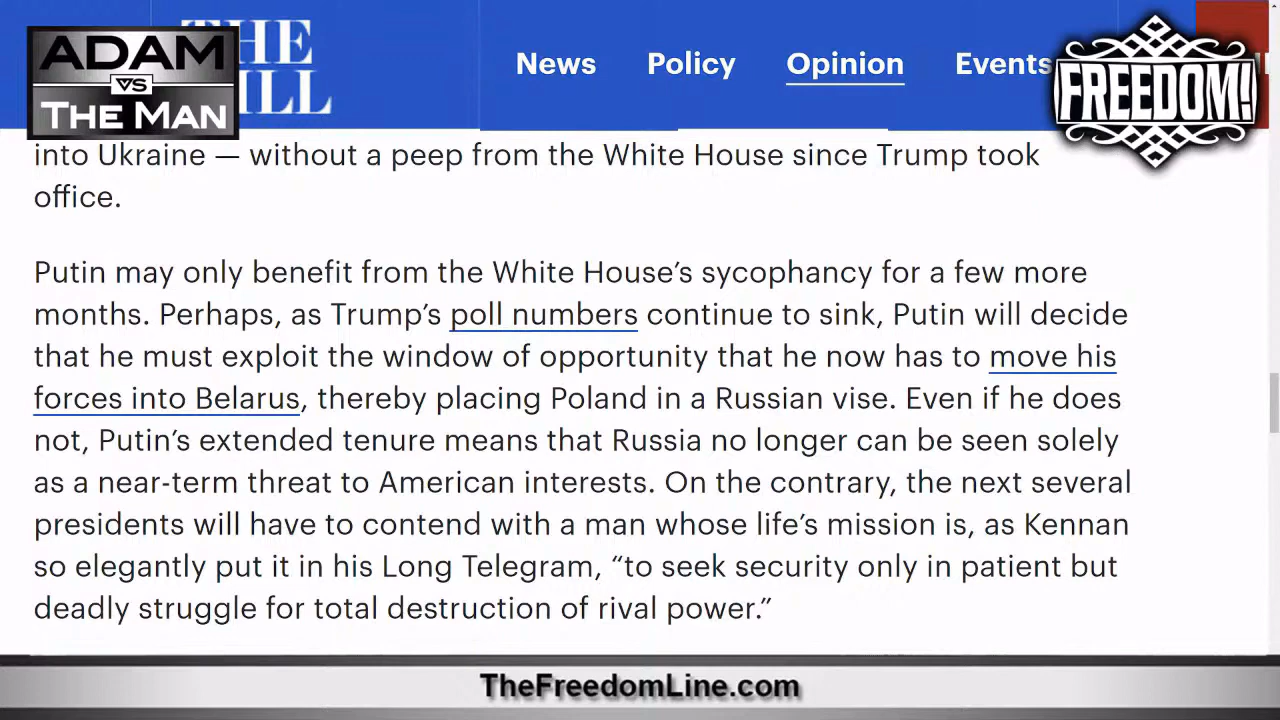 ADAM
VS
THE MAN
THE
ILL
News Policy Opinion Events
FREEDOM!
into Ukraine — without a peep from the White House since Trump took
office.
Putin may only benefit from the White House’s sycophancy for a few more
months. Perhaps, as Trump’s poll numbers continue to sink, Putin will decide
that he must exploit the window of opportunity that he now has to move his
forces into Belarus, thereby placing Poland in a Russian vise. Even if he does
not, Putin’s extended tenure means that Russia no longer can be seen solely
as a near-term threat to American interests. On the contrary, the next several
presidents will have to contend with a man whose life’s mission is, as Kennan
so elegantly put it in his Long Telegram, “to seek security only in patient but
deadly struggle for total destruction of rival power.”
TheFreedomLine.com